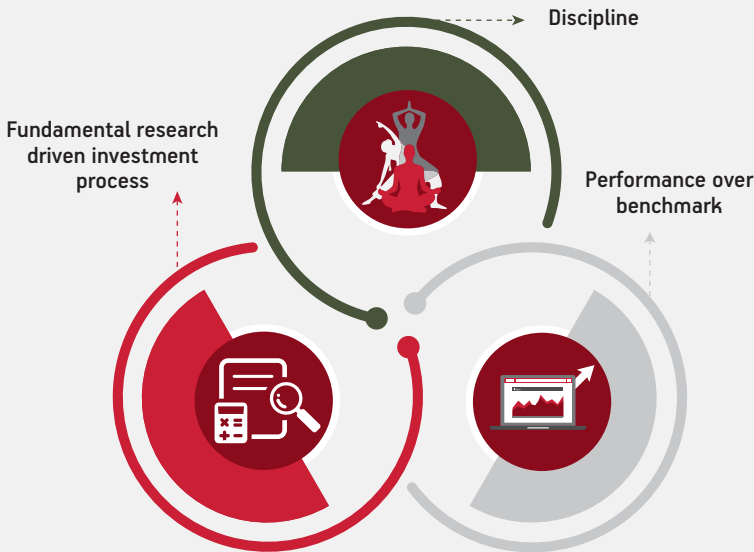 Discipline
Fundamental research
driven investment
process
Performance over
benchmark